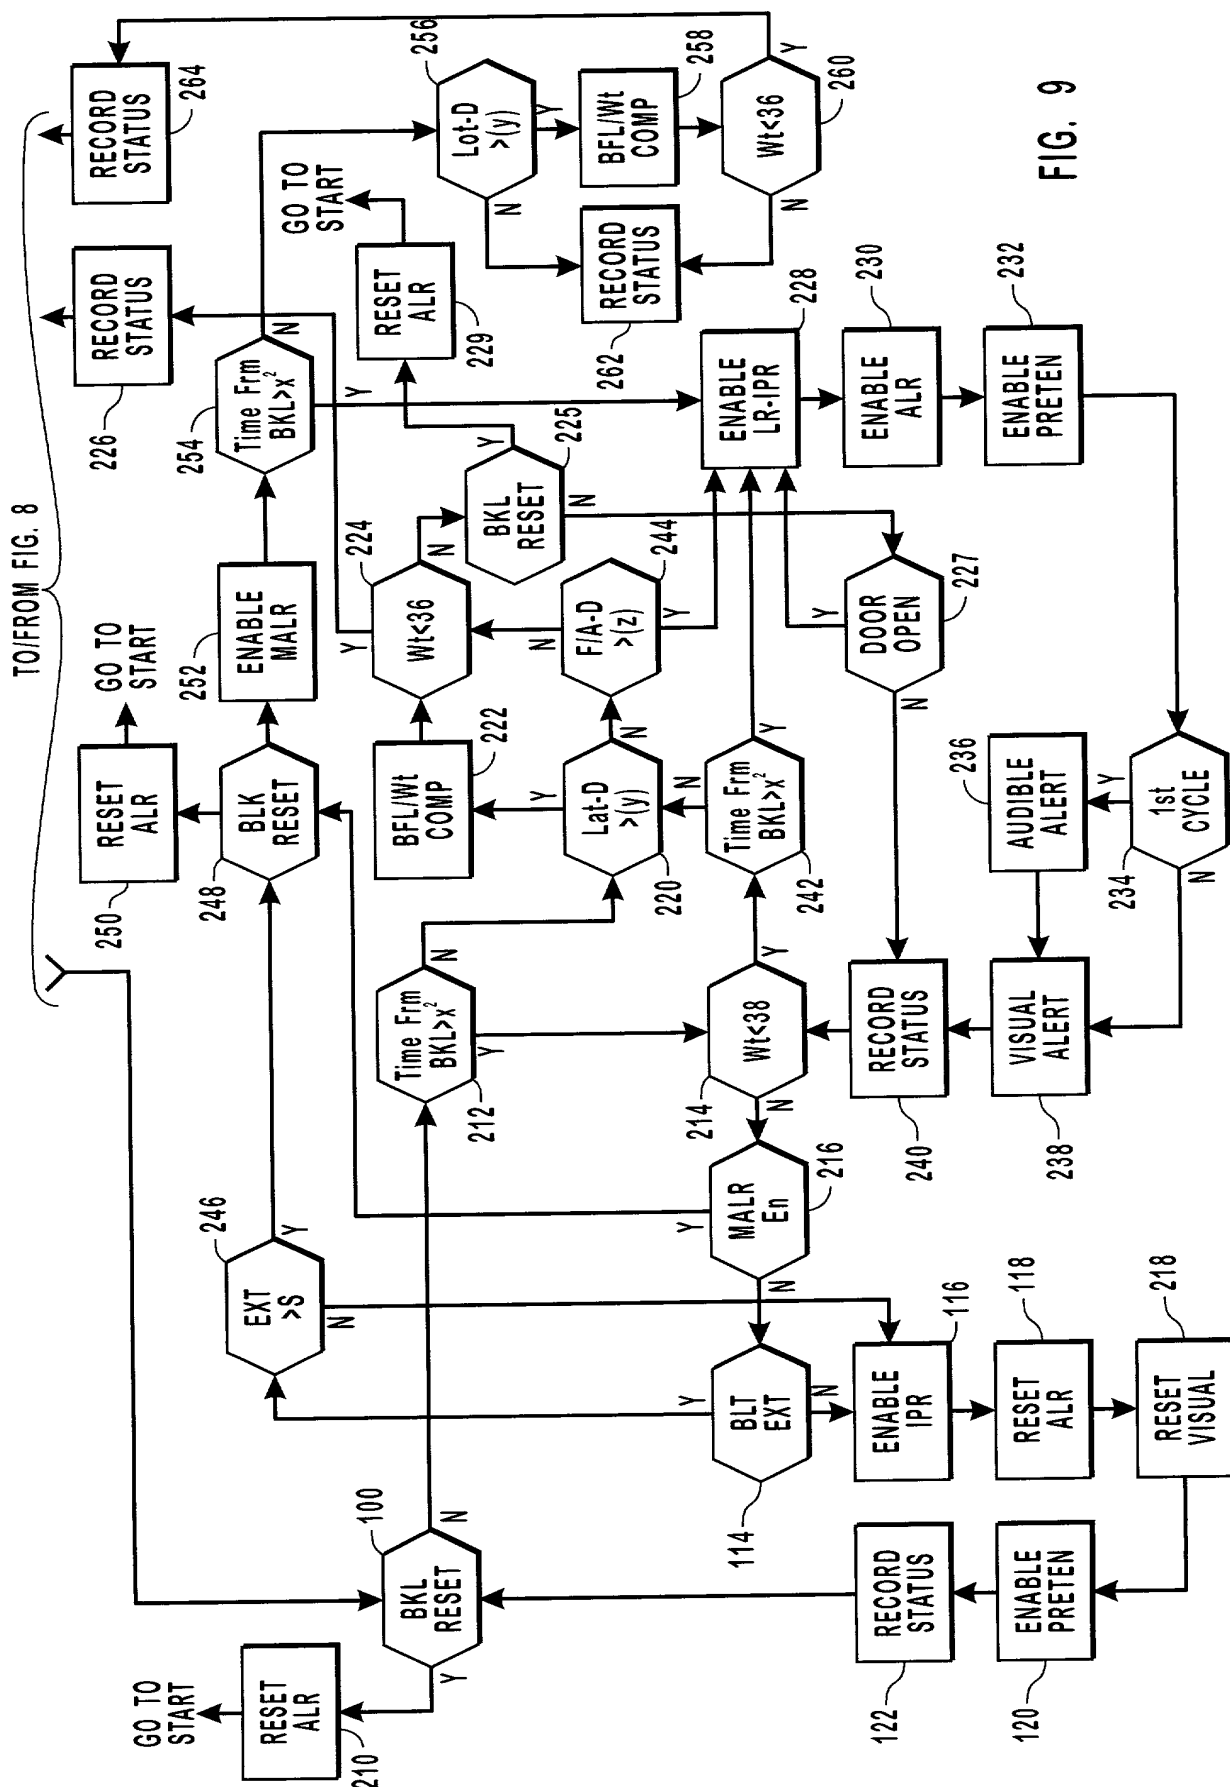 TO/FROM FIG. 8
GO TO
START
RESET
ALR
210
BKL
RESET
100
Y
N
EXT
>S
246
Y
N
RESET
ALR
250
GO TO
START
BLK
RESET
248
ENABLE
MALR
252
Time Frm
BKL>x²
254
N
Y
RECORD
STATUS
226
RECORD
STATUS
264
Time Frm
BKL>x²
212
N
Y
BFL/Wt
COMP
222
Wt<36
224
Y
N
BKL
RESET
225
Y
N
RESET
ALR
229
GO TO
START
Lot-D
>(y)
256
Y
N
BFL/Wt
COMP
258
Wt<36
260
Y
N
RECORD
STATUS
262
Lat-D
>(y)
220
Y
N
F/A-D
>(z)
244
N
Y
BLT
EXT
114
Y
N
MALR
En
216
Y
N
Wt<38
214
Y
N
Time Frm
BKL>x²
242
N
Y
ENABLE
LR-IPR
228
ENABLE
IPR
116
RECORD
STATUS
122
RECORD
STATUS
240
DOOR
OPEN
227
Y
N
ENABLE
ALR
230
ENABLE
PRETEN
120
RESET
ALR
118
VISUAL
ALERT
238
AUDIBLE
ALERT
236
ENABLE
PRETEN
232
RESET
VISUAL
218
1st
CYCLE
234
Y
N
FIG. 9